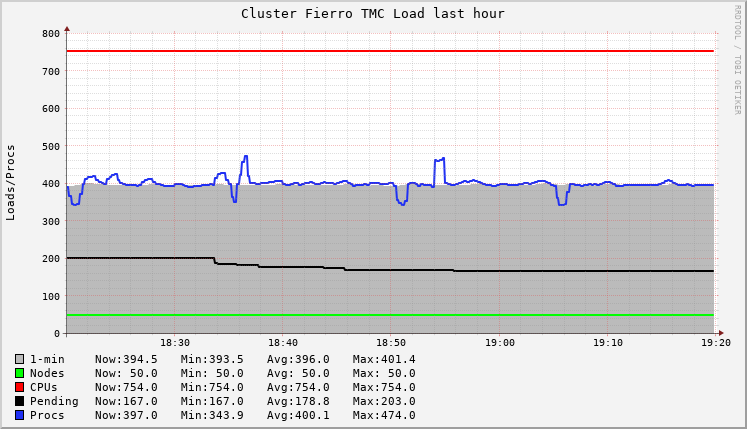 Cluster Fierro TMC Load last hour
RRDTOOL / TOBI OETIKER
Loads/Procs
800
700
600
500
400
300
200
100
0
18:30 18:40 18:50 19:00 19:10 19:20
1-min Now:394.5 Min:393.5 Avg:396.0 Max:401.4
Nodes Now: 50.0 Min: 50.0 Avg: 50.0 Max: 50.0
CPUs Now:754.0 Min:754.0 Avg:754.0 Max:754.0
Pending Now:167.0 Min:167.0 Avg:178.8 Max:203.0
Procs Now:397.0 Min:343.9 Avg:400.1 Max:474.0